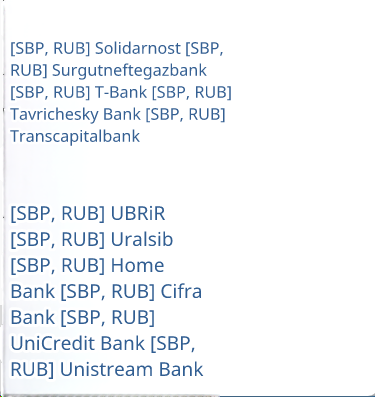 [SBP, RUB] Solidarnost [SBP,
RUB] Surgutneftegazbank
[SBP, RUB] T-Bank [SBP, RUB]
Tavrichesky Bank [SBP, RUB]
Transcapitalbank
[SBP, RUB] UBRiR
[SBP, RUB] Uralsib
[SBP, RUB] Home
Bank [SBP, RUB] Cifra
Bank [SBP, RUB]
UniCredit Bank [SBP,
RUB] Unistream Bank